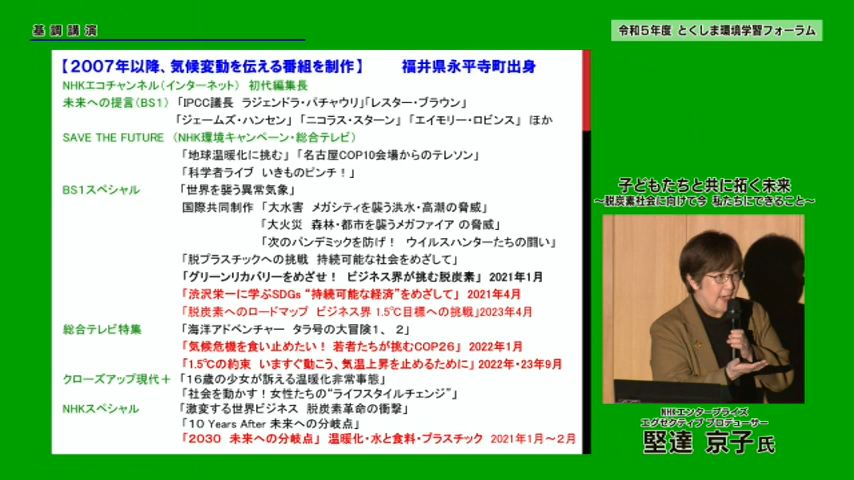 基調講演
令和5年度 とくしま環境学習フォーラム
【2007年以降、気候変動を伝える番組を制作】 福井県永平寺町出身
NHKエコチャンネル(インターネット) 初代編集長
未来への提言(BS1) 「IPCC議長 ラジェンドラ・パチャウリ」「レスター・ブラウン」
「ジェームズ・ハンセン」 「ニコラス・スターン」 「エイモリー・ロビンス」 ほか
SAVE THE FUTURE (NHK環境キャンペーン・総合テレビ)
「地球温暖化に挑む」 「名古屋COP10会場からのテレソン」
「科学者ライブ いきものピンチ!」
BS1スペシャル 「世界を襲う異常気象」
国際共同制作 「大水害 メガシティを襲う洪水・高潮の脅威」
「大火災 森林・都市を襲うメガファイア の脅威」
「次のパンデミックを防げ! ウイルスハンターたちの闘い」
「脱プラスチックへの挑戦 持続可能な社会をめざして」
「グリーンリカバリーをめざせ! ビジネス界が挑む脱炭素」 2021年1月
「渋沢栄一に学ぶSDGs “持続可能な経済”をめざして」 2021年4月
「脱炭素へのロードマップ ビジネス界 1.5℃目標への挑戦」2023年4月
総合テレビ特集 「海洋アドベンチャー タラ号の大冒険1、 2」
「気候危機を食い止めたい! 若者たちが挑むCOP26」 2022年1月
「1.5℃の約束 いますぐ動こう、気温上昇を止めるために」 2022年・23年9月
クローズアップ現代+ 「16歳の少女が訴える温暖化非常事態」
「社会を動かす!女性たちの“ライフスタイルチェンジ”」
NHKスペシャル 「激変する世界ビジネス 脱炭素革命の衝撃」
「10 Years After 未来への分岐点」
「2030 未来への分岐点」 温暖化・水と食料・プラスチック 2021年1月~2月
子どもたちと共に拓く未来
~脱炭素社会に向けて今 私たちにできること~
NHKエンタープライズ
エグゼクティブ プロデューサー
堅達 京子 氏